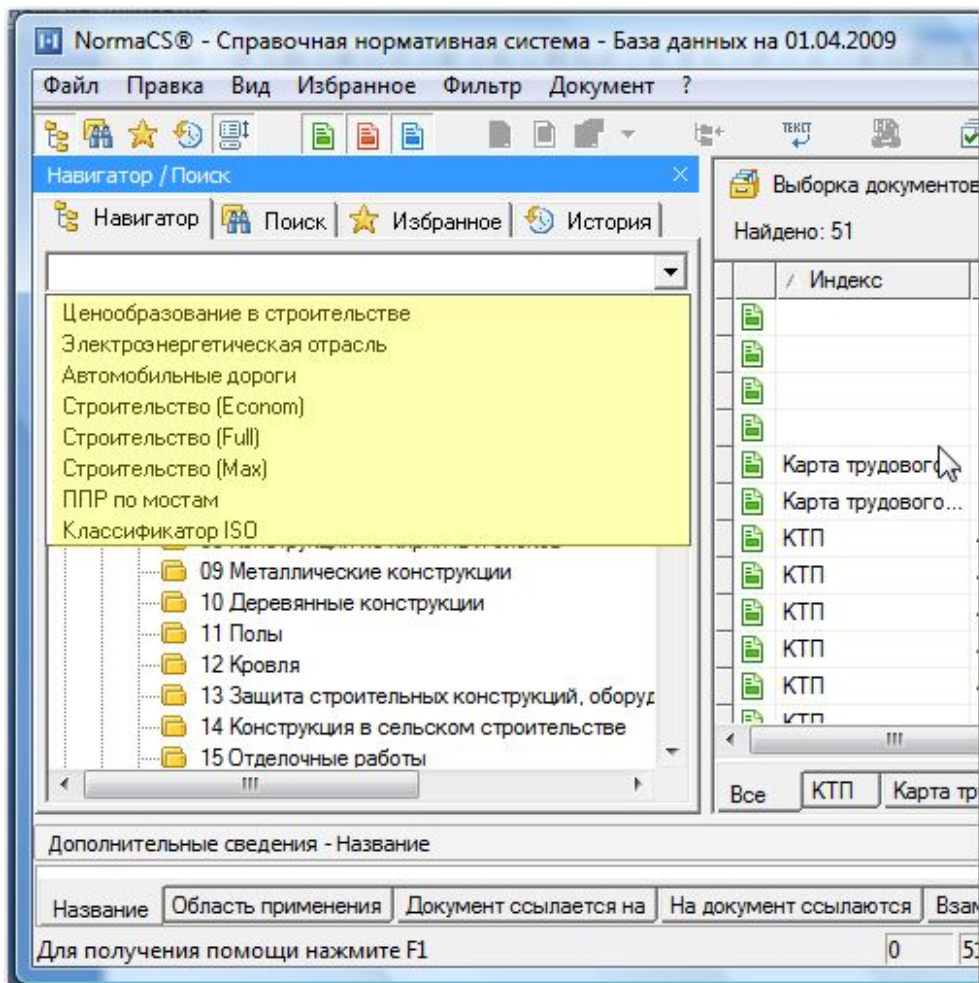 NormaCS® - Справочная нормативная система - База данных на 01.04.2009
Файл Правка Вид Избранное Фильтр Документ ?
ТЕКСТ
Навигатор / Поиск
Навигатор Поиск Избранное История
Ценообразование в строительстве
Электроэнергетическая отрасль
Автомобильные дороги
Строительство (Econom)
Строительство (Full)
Строительство (Max)
ППР по мостам
Классификатор ISO
09 Металлические конструкции
10 Деревянные конструкции
11 Полы
12 Кровля
13 Защита строительных конструкций, оборуд
14 Конструкция в сельском строительстве
15 Отделочные работы
Выборка документов
Найдено: 51
Индекс
Карта трудового
Карта трудового...
КТП
КТП
КТП
КТП
КТП
КТП
Все КТП Карта тр
Дополнительные сведения - Название
Название Область применения Документ ссылается на На документ ссылаются Взам
Для получения помощи нажмите F1 0